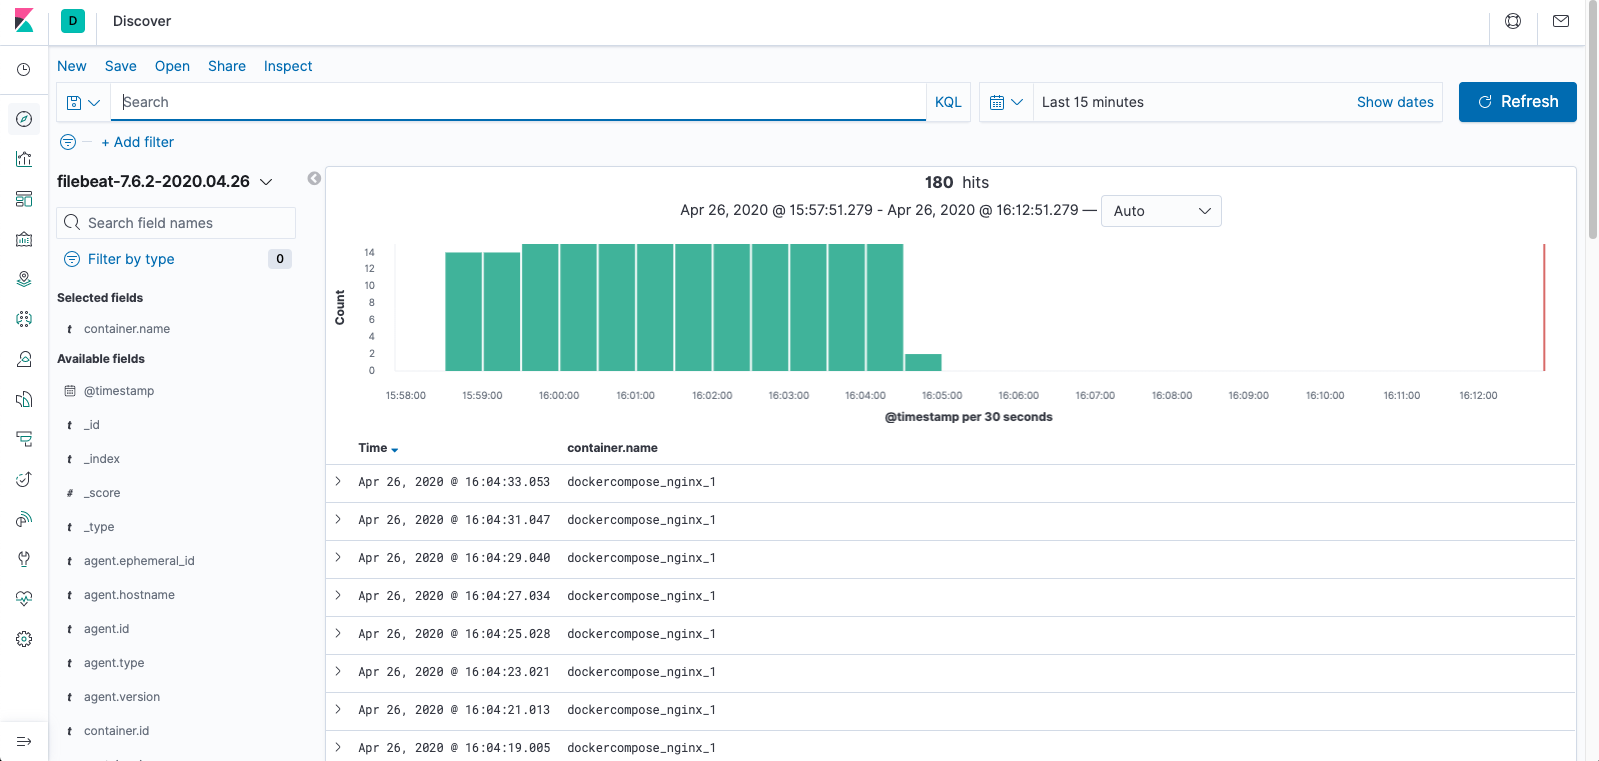 D Discover
New Save Open Share Inspect
Search KQL Last 15 minutes Show dates Refresh
+ Add filter
filebeat-7.6.2-2020.04.26
Search field names
Filter by type 0
Selected fields
t container.name
Available fields
@timestamp
t _id
t _index
# _score
t _type
t agent.ephemeral_id
t agent.hostname
t agent.id
t agent.type
t agent.version
t container.id
180 hits
Apr 26, 2020 @ 15:57:51.279 - Apr 26, 2020 @ 16:12:51.279 — Auto
Count
14
12
10
8
6
4
2
0
15:58:00 15:59:00 16:00:00 16:01:00 16:02:00 16:03:00 16:04:00 16:05:00 16:06:00 16:07:00 16:08:00 16:09:00 16:10:00 16:11:00 16:12:00
@timestamp per 30 seconds
Time container.name
Apr 26, 2020 @ 16:04:33.053 dockercompose_nginx_1
Apr 26, 2020 @ 16:04:31.047 dockercompose_nginx_1
Apr 26, 2020 @ 16:04:29.040 dockercompose_nginx_1
Apr 26, 2020 @ 16:04:27.034 dockercompose_nginx_1
Apr 26, 2020 @ 16:04:25.028 dockercompose_nginx_1
Apr 26, 2020 @ 16:04:23.021 dockercompose_nginx_1
Apr 26, 2020 @ 16:04:21.013 dockercompose_nginx_1
Apr 26, 2020 @ 16:04:19.005 dockercompose_nginx_1